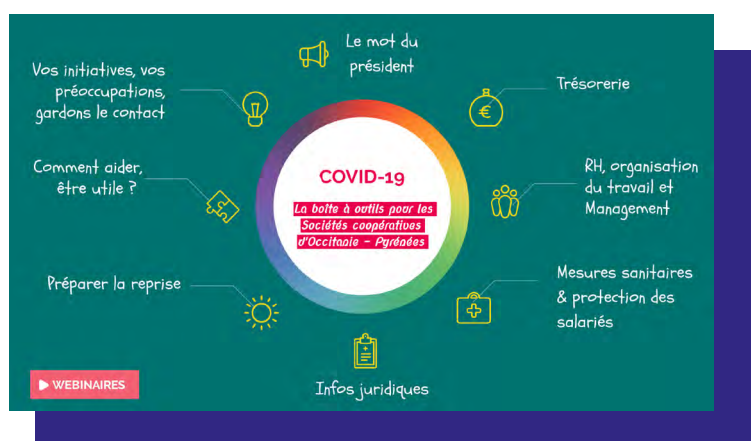 Le mot du
président
Trésorerie
RH, organisation
du travail et
Management
Mesures sanitaires
& protection des
salariés
Infos juridiques
Préparer la reprise
Comment aider,
être utile ?
Vos initiatives, vos
préoccupations,
gardons le contact
COVID-19
La boîte à outils pour les
Sociétés coopératives
d'Occitanie - Pyrénées
WEBINAIRES